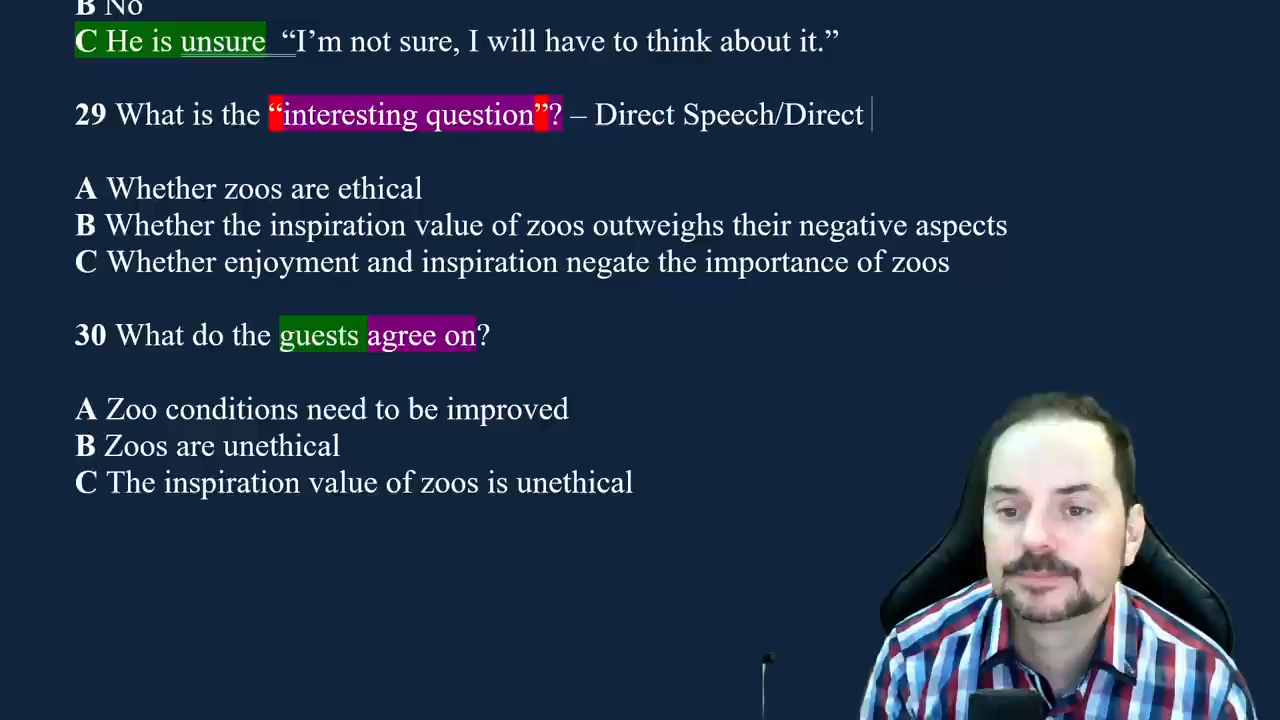 B No
C He is unsure “I’m not sure, I will have to think about it.”
29 What is the “interesting question”? – Direct Speech/Direct
A Whether zoos are ethical
B Whether the inspiration value of zoos outweighs their negative aspects
C Whether enjoyment and inspiration negate the importance of zoos
30 What do the guests agree on?
A Zoo conditions need to be improved
B Zoos are unethical
C The inspiration value of zoos is unethical